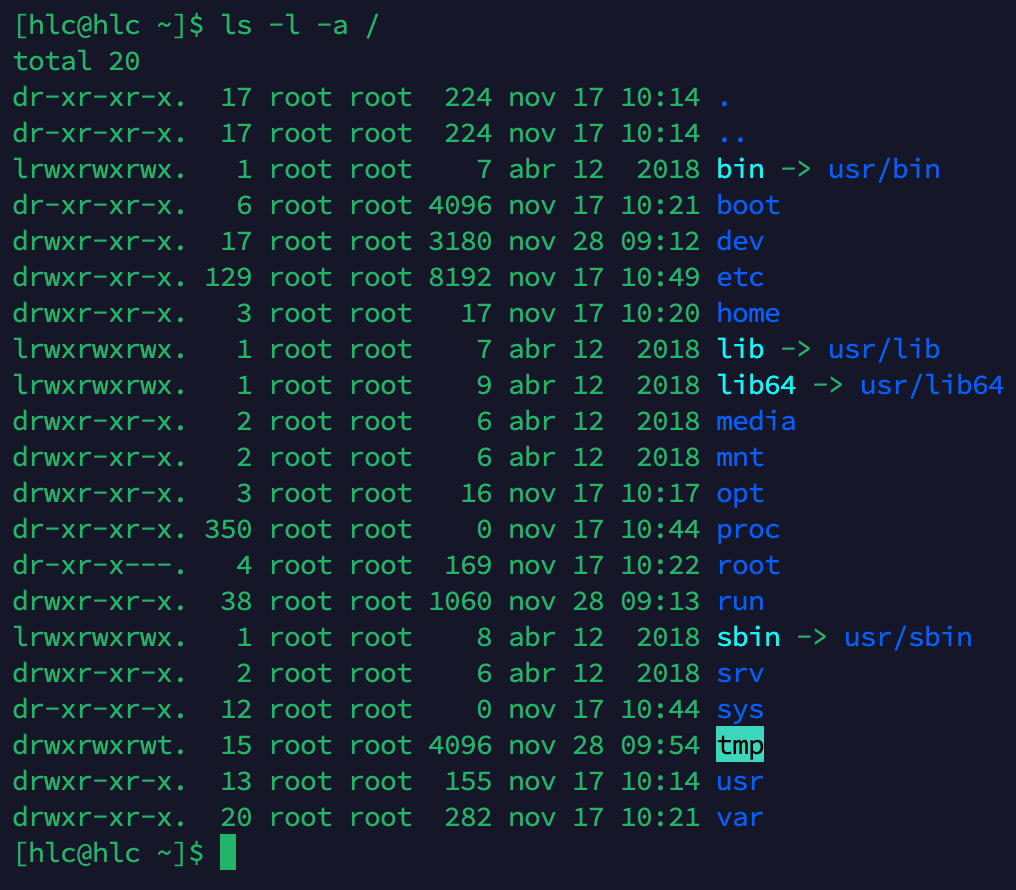 [hlc@hlc ~]$ ls -l -a /
total 20
dr-xr-xr-x.  17 root root  224 nov 17 10:14 .
dr-xr-xr-x.  17 root root  224 nov 17 10:14 ..
lrwxrwxrwx.   1 root root    7 abr 12  2018 bin -> usr/bin
dr-xr-xr-x.   6 root root 4096 nov 17 10:21 boot
drwxr-xr-x.  17 root root 3180 nov 28 09:12 dev
drwxr-xr-x. 129 root root 8192 nov 17 10:49 etc
drwxr-xr-x.   3 root root   17 nov 17 10:20 home
lrwxrwxrwx.   1 root root    7 abr 12  2018 lib -> usr/lib
lrwxrwxrwx.   1 root root    9 abr 12  2018 lib64 -> usr/lib64
drwxr-xr-x.   2 root root    6 abr 12  2018 media
drwxr-xr-x.   2 root root    6 abr 12  2018 mnt
drwxr-xr-x.   3 root root   16 nov 17 10:17 opt
dr-xr-xr-x. 350 root root    0 nov 17 10:44 proc
dr-xr-x---.   4 root root  169 nov 17 10:22 root
drwxr-xr-x.  38 root root 1060 nov 28 09:13 run
lrwxrwxrwx.   1 root root    8 abr 12  2018 sbin -> usr/sbin
drwxr-xr-x.   2 root root    6 abr 12  2018 srv
dr-xr-xr-x.  12 root root    0 nov 17 10:44 sys
drwxrwxrwt.  15 root root 4096 nov 28 09:54 tmp
drwxr-xr-x.  13 root root  155 nov 17 10:14 usr
drwxr-xr-x.  20 root root  282 nov 17 10:21 var
[hlc@hlc ~]$